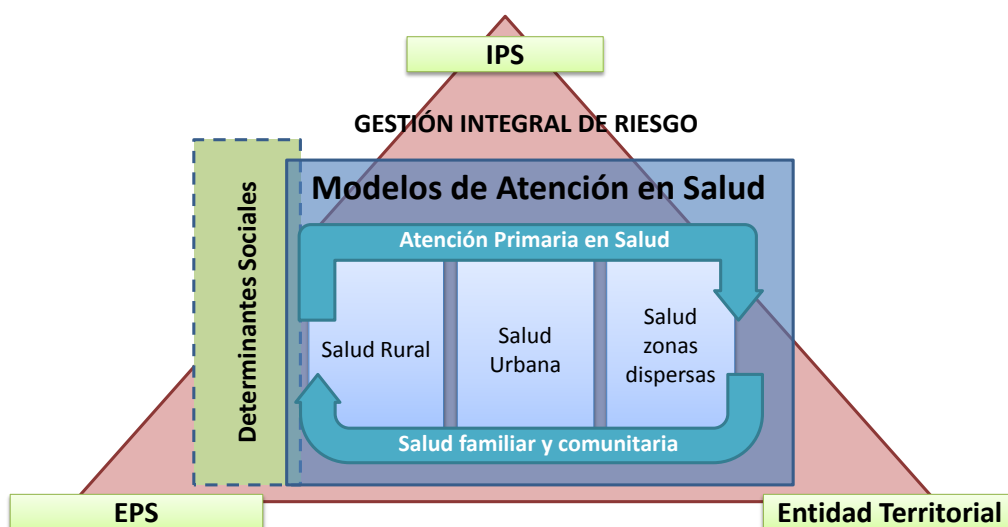 IPS
GESTIÓN INTEGRAL DE RIESGO
Determinantes Sociales
Modelos de Atención en Salud
Atención Primaria en Salud
Salud Rural
Salud
Urbana
Salud
zonas
dispersas
Salud familiar y comunitaria
EPS
Entidad Territorial